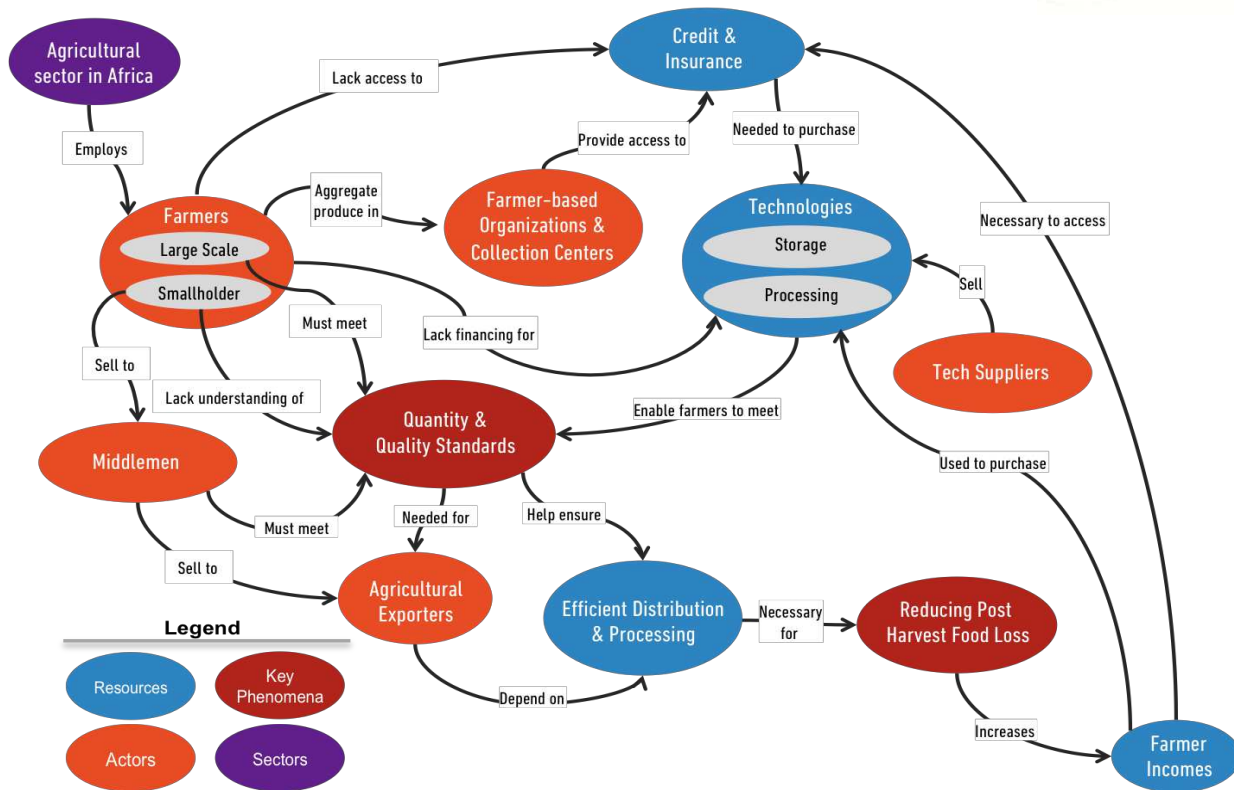 Agricultural
sector in Africa
Credit &
Insurance
Lack access to
Needed to purchase
Provide access to
Employs
Farmers
Large Scale
Smallholder
Aggregate
produce in
Farmer-based
Organizations &
Collection Centers
Technologies
Storage
Processing
Necessary to access
Sell
Must meet
Lack financing for
Sell to
Tech Suppliers
Lack understanding of
Enable farmers to meet
Quantity &
Quality Standards
Middlemen
Used to purchase
Must meet
Needed for
Help ensure
Sell to
Agricultural
Exporters
Efficient Distribution
& Processing
Necessary
for
Reducing Post
Harvest Food Loss
Legend
Resources
Key
Phenomena
Depend on
Increases
Actors
Sectors
Farmer
Incomes